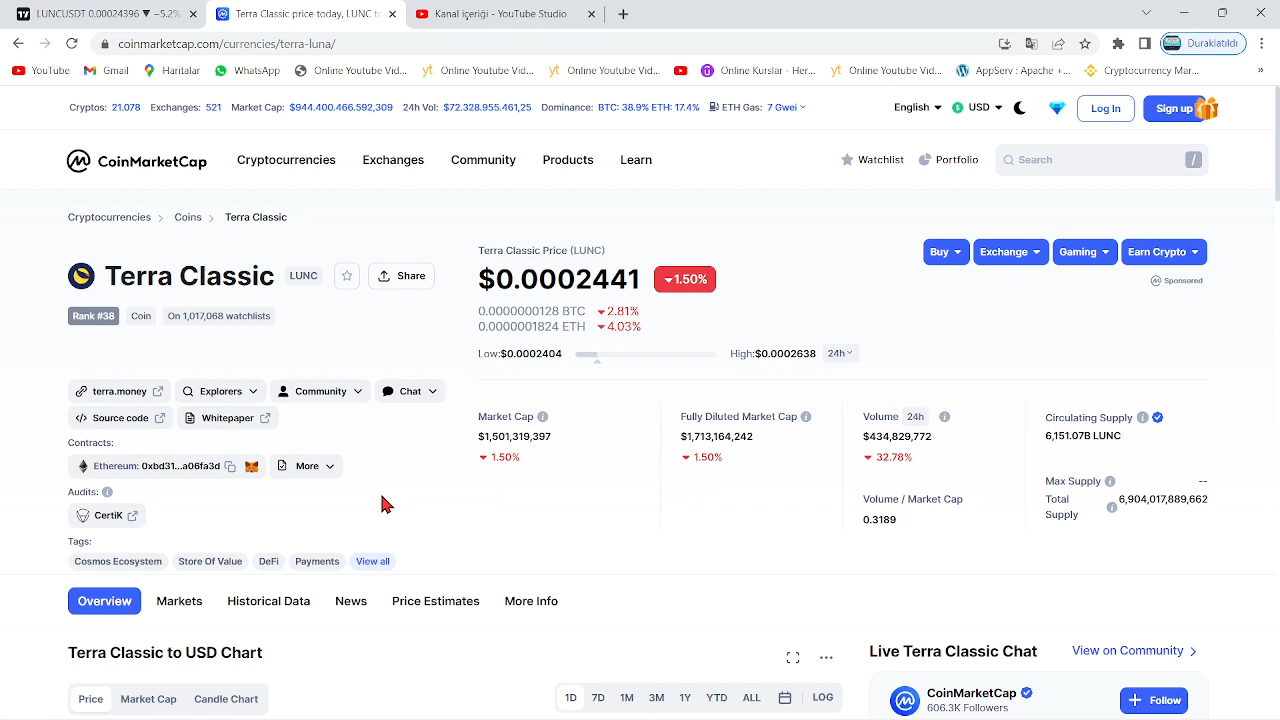 LUNCUSDT 0.00024396 ▼ −5.2%
Terra Classic price today, LUNC to
Kanal içeriği - YouTube Studio
coinmarketcap.com/currencies/terra-luna/
Duraklatıldı
YouTube Gmail Haritalar WhatsApp Online Youtube Vid... Online Youtube Vid... Online Youtube Vid... Online Kurslar - Her... Online Youtube Vid... AppServ : Apache +... Cryptocurrency Mar... »
Cryptos: 21.078 Exchanges: 521 Market Cap: $944.400.466.592,309 24h Vol: $72.328.955.461,25 Dominance: BTC: 38.9% ETH: 17.4% ETH Gas: 7 Gwei
English USD Log In Sign up
CoinMarketCap Cryptocurrencies Exchanges Community Products Learn Watchlist Portfolio Search /
Cryptocurrencies > Coins > Terra Classic
Terra Classic LUNC Share
Rank #38 Coin On 1,017,068 watchlists
terra.money Explorers Community Chat
Source code Whitepaper
Contracts:
Ethereum: 0xbd31...a06fa3d More
Audits:
CertiK
Tags:
Cosmos Ecosystem Store Of Value DeFi Payments View all
Terra Classic Price (LUNC)
$0.0002441 1.50%
0.0000000128 BTC 2.81%
0.0000001824 ETH 4.03%
Low:$0.0002404 High:$0.0002638 24h
Buy Exchange Gaming Earn Crypto
Sponsored
Market Cap
$1,501,319,397
1.50%
Fully Diluted Market Cap
$1,713,164,242
1.50%
Volume 24h
$434,829,772
32.78%
Volume / Market Cap
0.3189
Circulating Supply
6,151.07B LUNC
Max Supply --
Total Supply 6,904,017,889,662
Overview Markets Historical Data News Price Estimates More Info
Terra Classic to USD Chart
Price Market Cap Candle Chart
1D 7D 1M 3M 1Y YTD ALL LOG
Live Terra Classic Chat View on Community >
CoinMarketCap
606.3K Followers
+ Follow